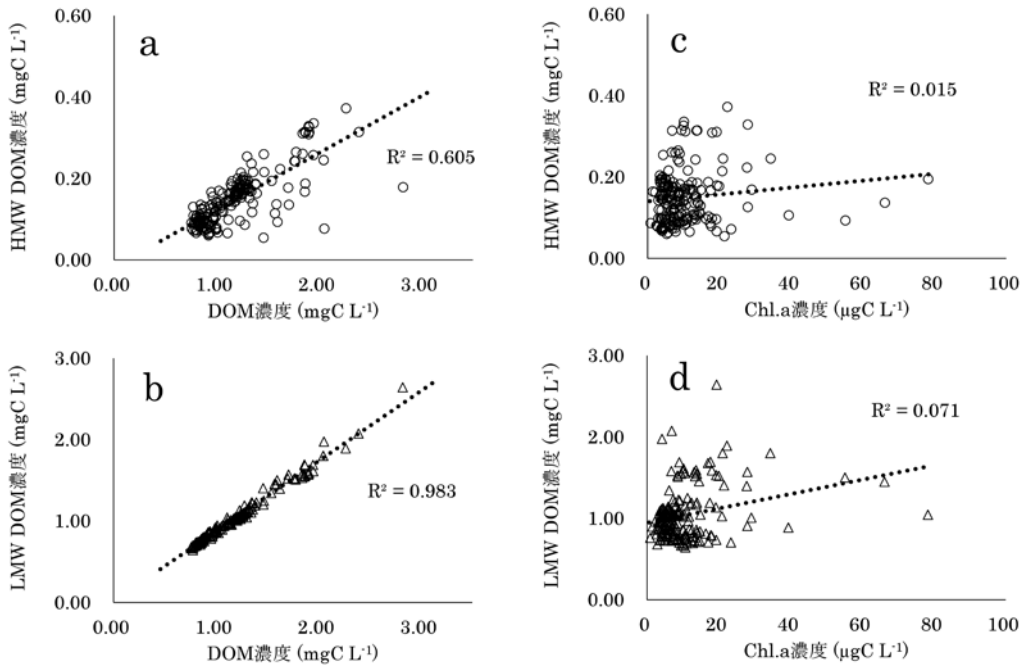 a
HMW DOM濃度 (mgC L⁻¹)
0.60
0.40
0.20
0.00
R² = 0.605
0.00 1.00 2.00 3.00
DOM濃度 (mgC L⁻¹)
c
HMW DOM濃度 (mgC L⁻¹)
0.60
0.40
0.20
0.00
R² = 0.015
0 20 40 60 80 100
Chl.a濃度 (µgC L⁻¹)
b
LMW DOM濃度 (mgC L⁻¹)
3.00
2.00
1.00
0.00
R² = 0.983
0.00 1.00 2.00 3.00
DOM濃度 (mgC L⁻¹)
d
LMW DOM濃度 (mgC L⁻¹)
3.00
2.00
1.00
0.00
R² = 0.071
0 20 40 60 80 100
Chl.a濃度 (µgC L⁻¹)